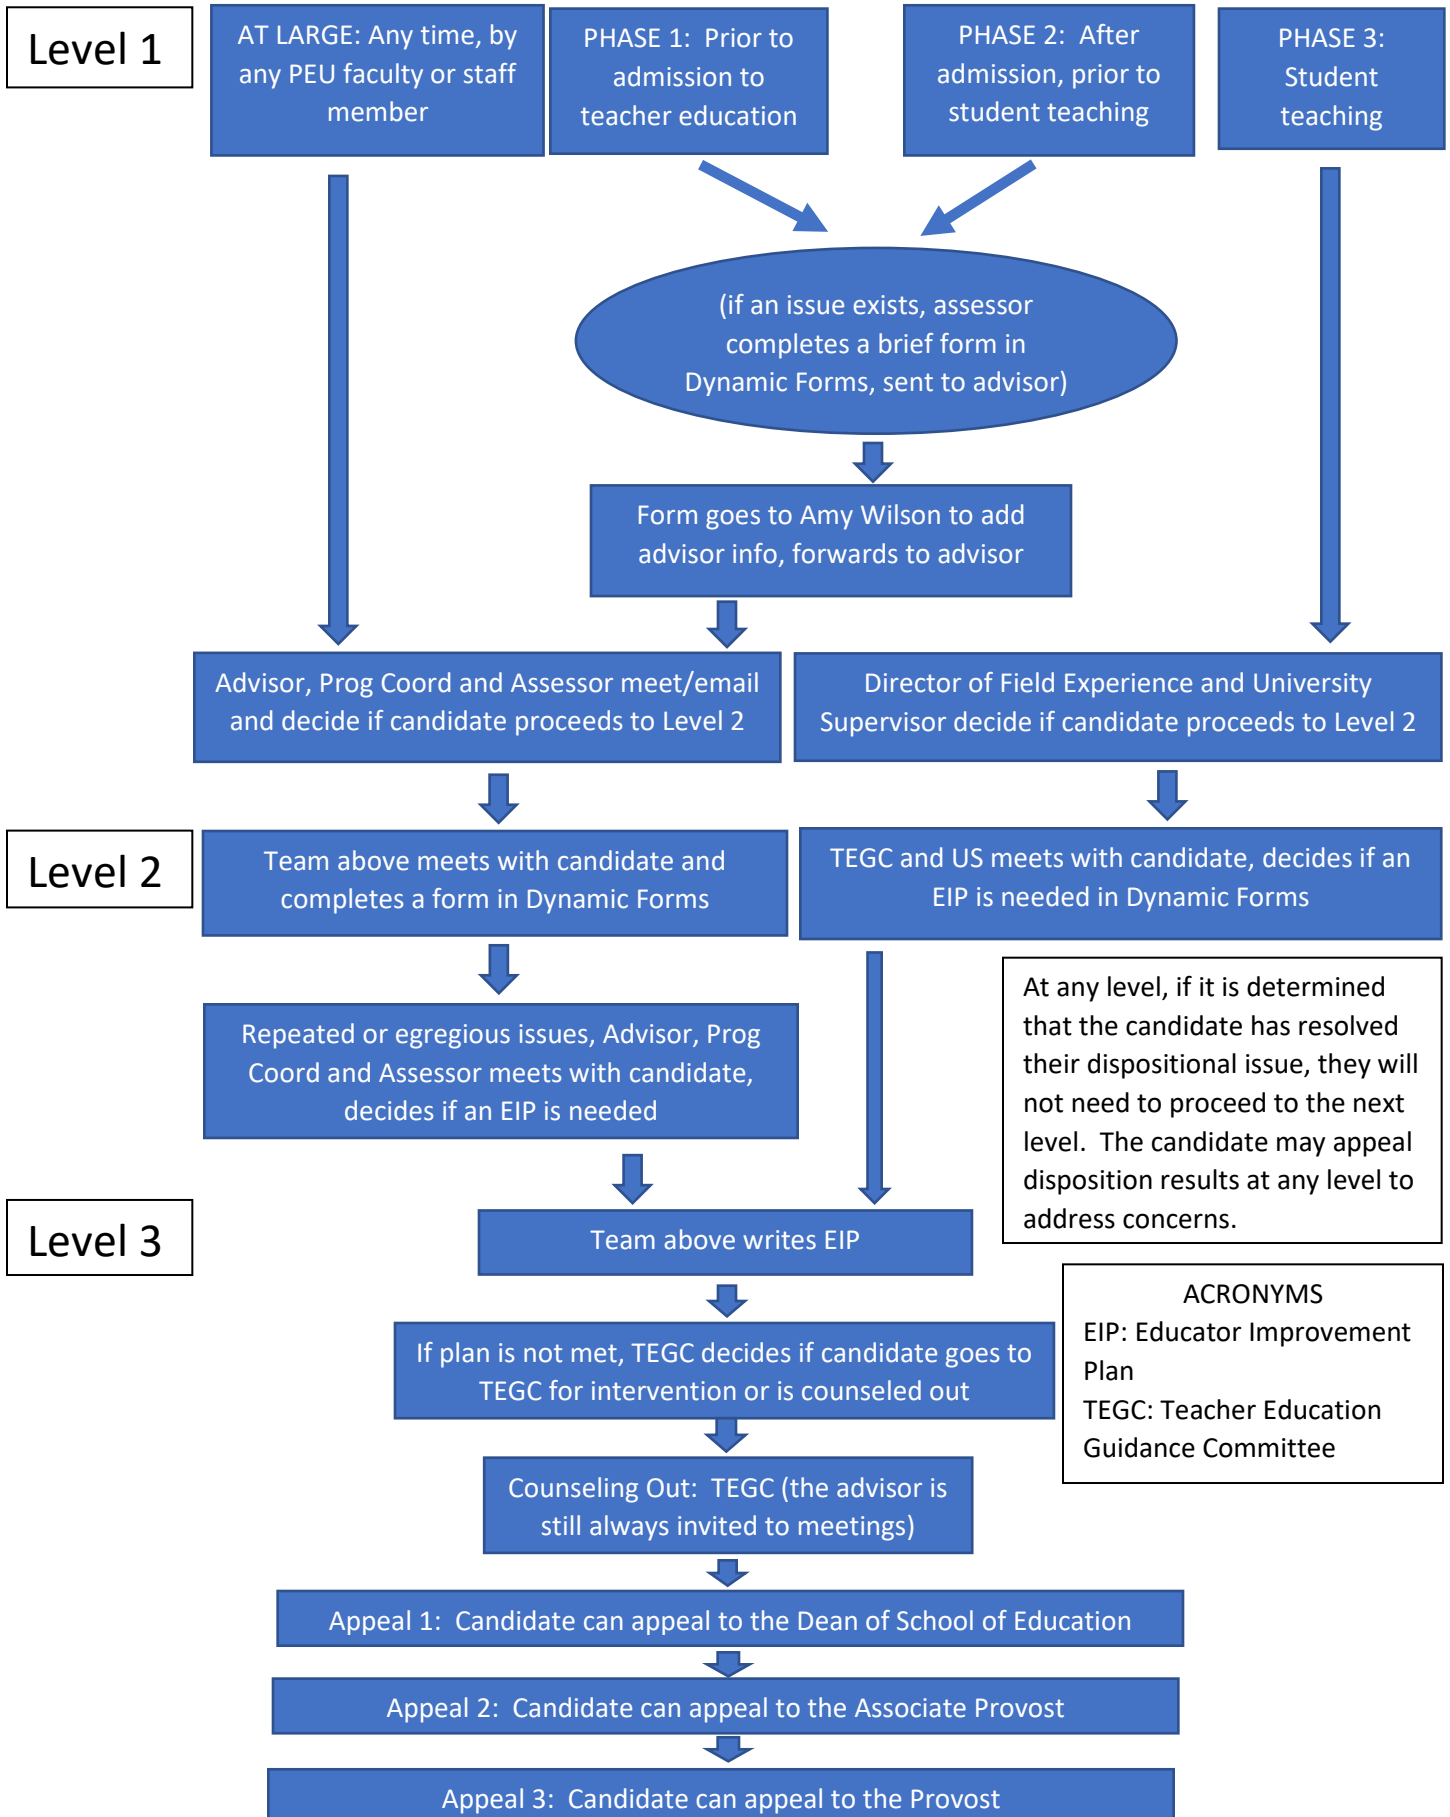 Level 1
AT LARGE: Any time, by
any PEU faculty or staff
member
PHASE 1:  Prior to
admission to
teacher education
PHASE 2:  After
admission, prior to
student teaching
PHASE 3:
Student
teaching
(if an issue exists, assessor
completes a brief form in
Dynamic Forms, sent to advisor)
Form goes to Amy Wilson to add
advisor info, forwards to advisor
Advisor, Prog Coord and Assessor meet/email
and decide if candidate proceeds to Level 2
Director of Field Experience and University
Supervisor decide if candidate proceeds to Level 2
Level 2
Team above meets with candidate and
completes a form in Dynamic Forms
TEGC and US meets with candidate, decides if an
EIP is needed in Dynamic Forms
Repeated or egregious issues, Advisor, Prog
Coord and Assessor meets with candidate,
decides if an EIP is needed
At any level, if it is determined
that the candidate has resolved
their dispositional issue, they will
not need to proceed to the next
level.  The candidate may appeal
disposition results at any level to
address concerns.
Level 3
Team above writes EIP
ACRONYMS
EIP: Educator Improvement
Plan
TEGC: Teacher Education
Guidance Committee
If plan is not met, TEGC decides if candidate goes to
TEGC for intervention or is counseled out
Counseling Out:  TEGC (the advisor is
still always invited to meetings)
Appeal 1:  Candidate can appeal to the Dean of School of Education
Appeal 2:  Candidate can appeal to the Associate Provost
Appeal 3:  Candidate can appeal to the Provost